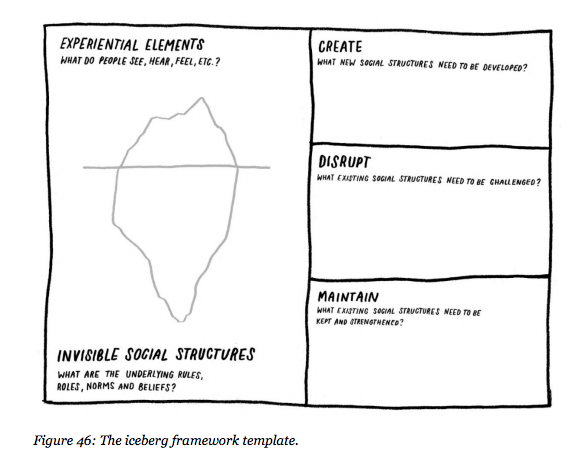 EXPERIENTIAL ELEMENTS
WHAT DO PEOPLE SEE, HEAR, FEEL, ETC.?
INVISIBLE SOCIAL STRUCTURES
WHAT ARE THE UNDERLYING RULES,
ROLES, NORMS AND BELIEFS?
CREATE
WHAT NEW SOCIAL STRUCTURES NEED TO BE DEVELOPED?
DISRUPT
WHAT EXISTING SOCIAL STRUCTURES NEED TO BE CHALLENGED?
MAINTAIN
WHAT EXISTING SOCIAL STRUCTURES NEED TO BE
KEPT AND STRENGTHENED?
Figure 46: The iceberg framework template.